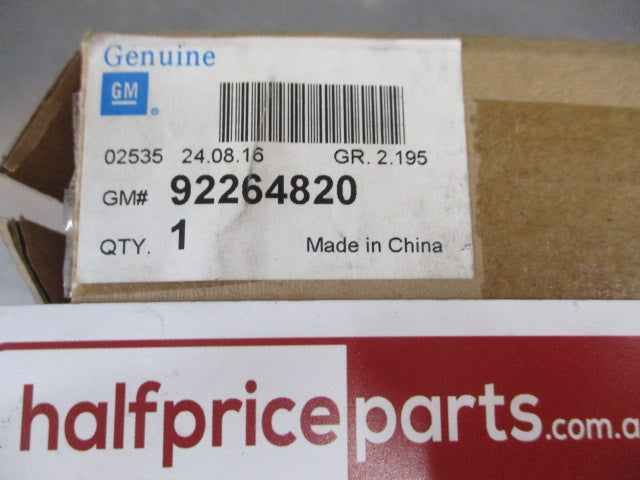 Genuine
GM ®
02535 24.08.16 GR. 2.195
GM# 92264820
QTY. 1 Made in China
halfpriceparts.com.a